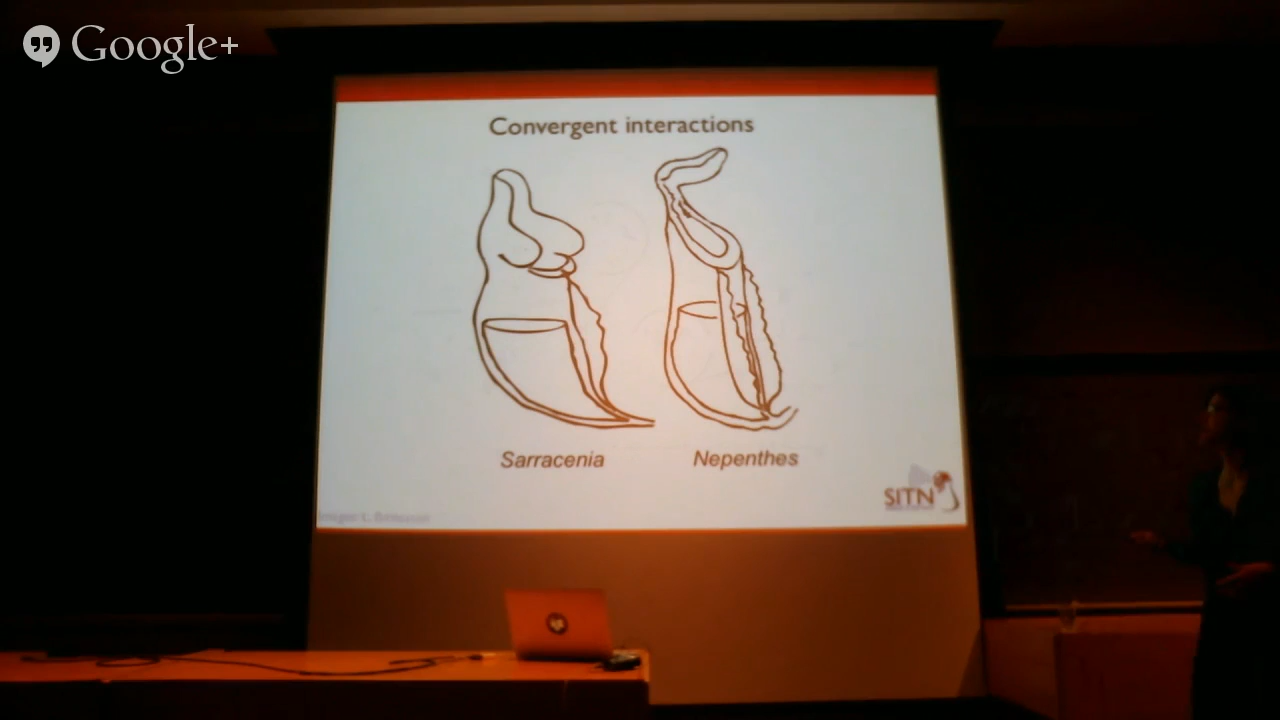 Google+
Convergent interactions
Sarracenia
Nepenthes
SITN